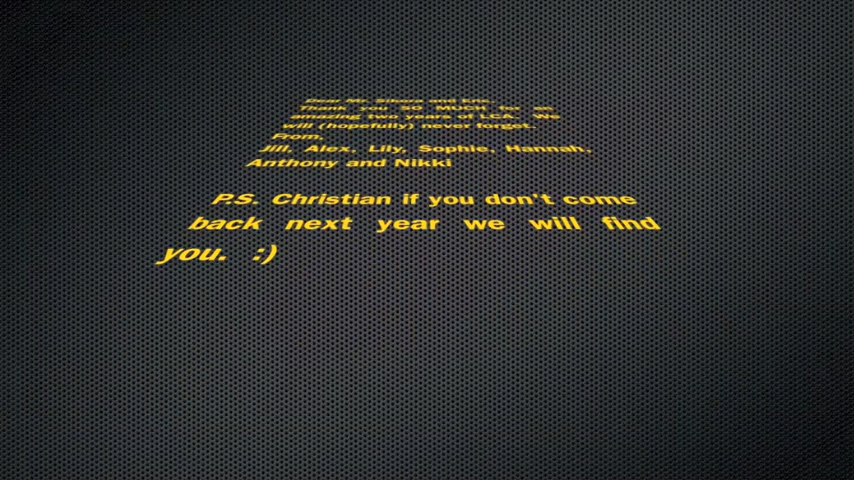 Dear Mr. Sikora and Eric,
Thank you SO MUCH for an
amazing two years of LCA. We
will (hopefully) never forget.
From,
Jill, Alex, Lily, Sophie, Hannah,
Anthony and Nikki
P.S. Christian if you don't come
back next year we will find
you. :)